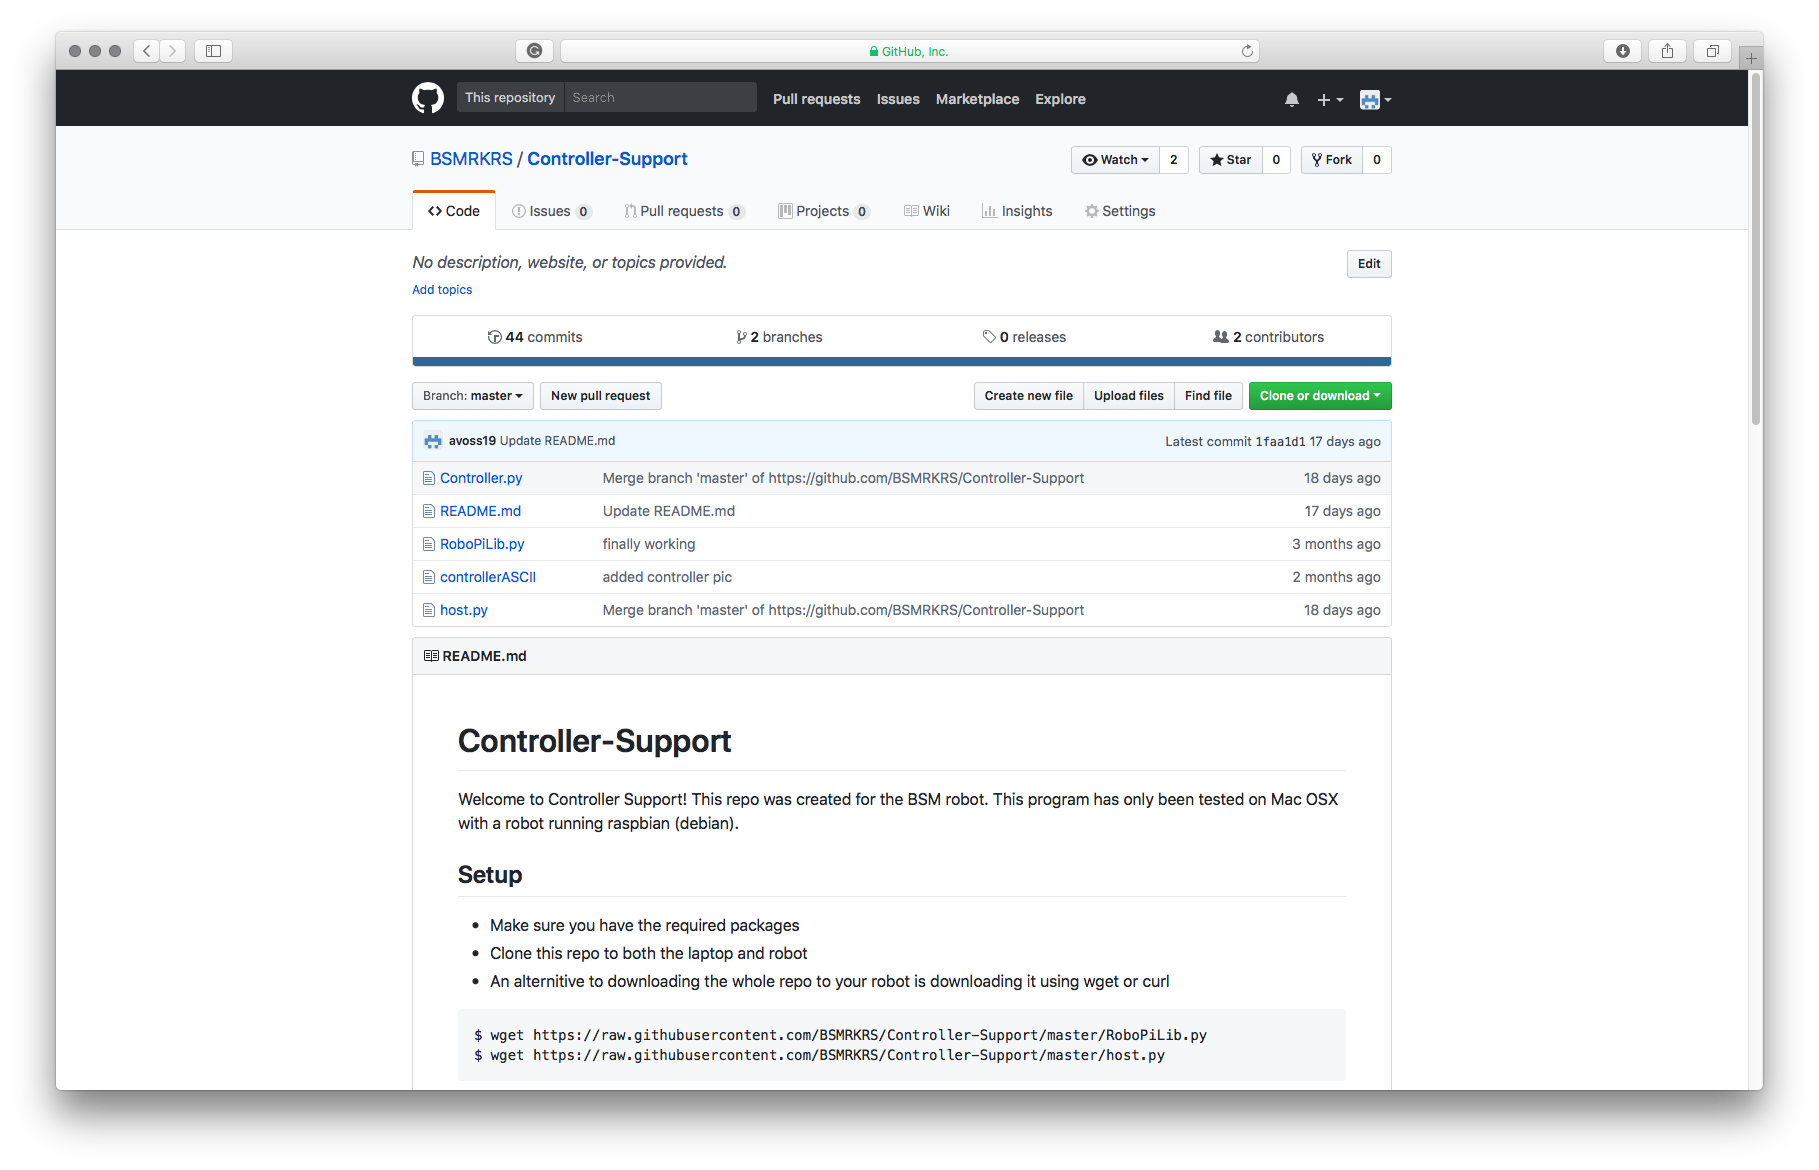 GitHub, Inc.
This repository Search Pull requests Issues Marketplace Explore
BSMRKRS / Controller-Support Watch 2 Star 0 Fork 0
Code Issues 0 Pull requests 0 Projects 0 Wiki Insights Settings
No description, website, or topics provided. Edit
Add topics
44 commits 2 branches 0 releases 2 contributors
Branch: master New pull request Create new file Upload files Find file Clone or download
avoss19 Update README.md Latest commit 1faa1d1 17 days ago
Controller.py Merge branch 'master' of https://github.com/BSMRKRS/Controller-Support 18 days ago
README.md Update README.md 17 days ago
RoboPiLib.py finally working 3 months ago
controllerASCII added controller pic 2 months ago
host.py Merge branch 'master' of https://github.com/BSMRKRS/Controller-Support 18 days ago
README.md
Controller-Support
Welcome to Controller Support! This repo was created for the BSM robot. This program has only been tested on Mac OSX
with a robot running raspbian (debian).
Setup
• Make sure you have the required packages
• Clone this repo to both the laptop and robot
• An alternitive to downloading the whole repo to your robot is downloading it using wget or curl
$ wget https://raw.githubusercontent.com/BSMRKRS/Controller-Support/master/RoboPiLib.py
$ wget https://raw.githubusercontent.com/BSMRKRS/Controller-Support/master/host.py